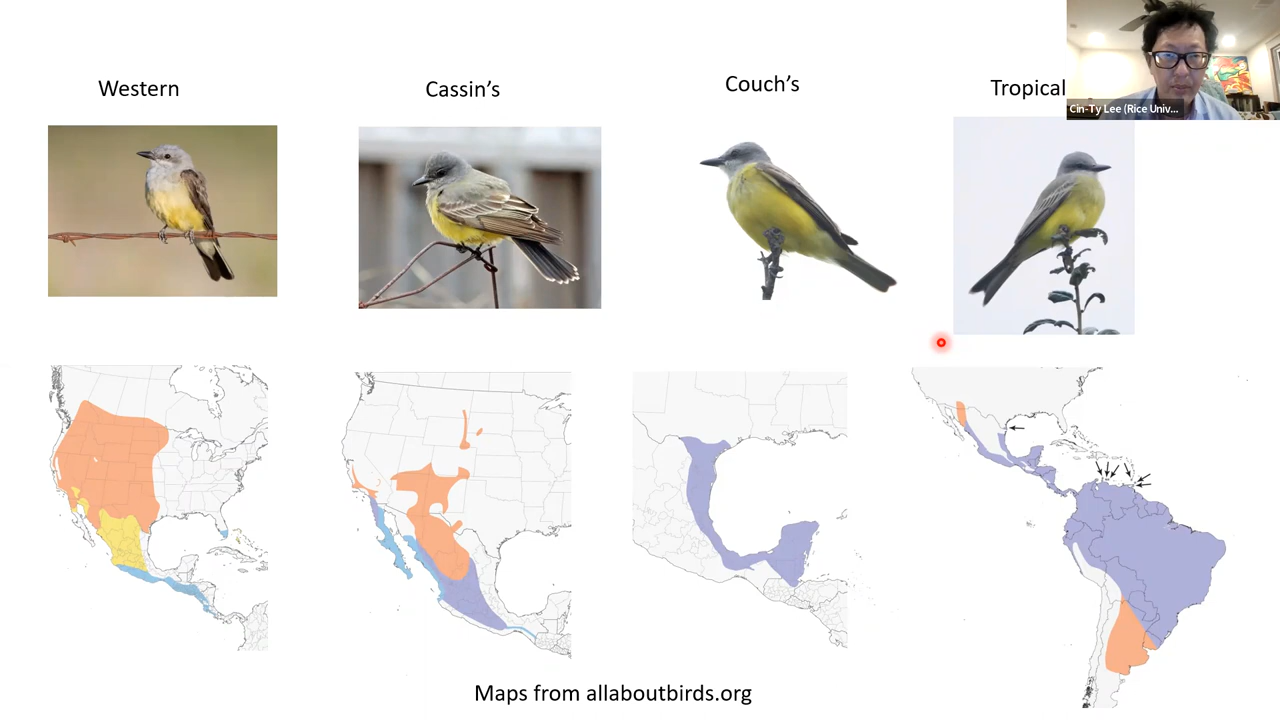 Western
Cassin's
Couch's
Tropical
Cin-Ty Lee (Rice Univ...
Maps from allaboutbirds.org